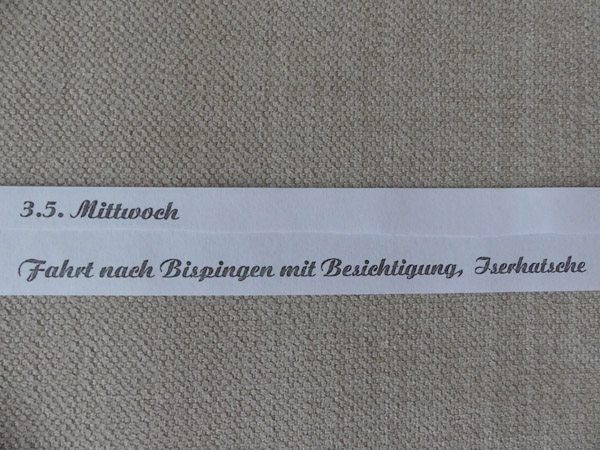 3.5. Mittwoch
Fahrt nach Bispingen mit Besichtigung, Iserhatsche